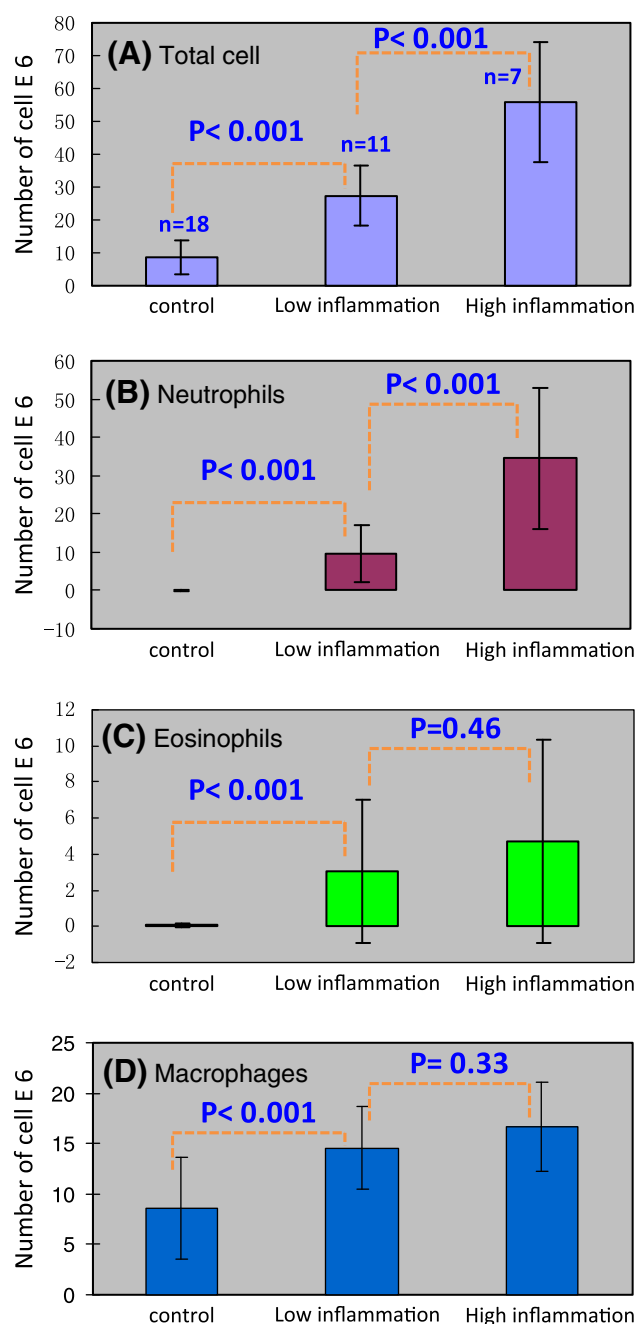 (A) Total cell
P< 0.001
P< 0.001
n=7
n=11
n=18
Number of cell E 6
80
70
60
50
40
30
20
10
0
control
Low inflammation
High inflammation
(B) Neutrophils
P< 0.001
P< 0.001
Number of cell E 6
60
50
40
30
20
10
0
−10
control
Low inflammation
High inflammation
(C) Eosinophils
P=0.46
P< 0.001
Number of cell E 6
12
10
8
6
4
2
0
−2
control
Low inflammation
High inflammation
(D) Macrophages
P= 0.33
P< 0.001
Number of cell E 6
25
20
15
10
5
0
control
Low inflammation
High inflammation